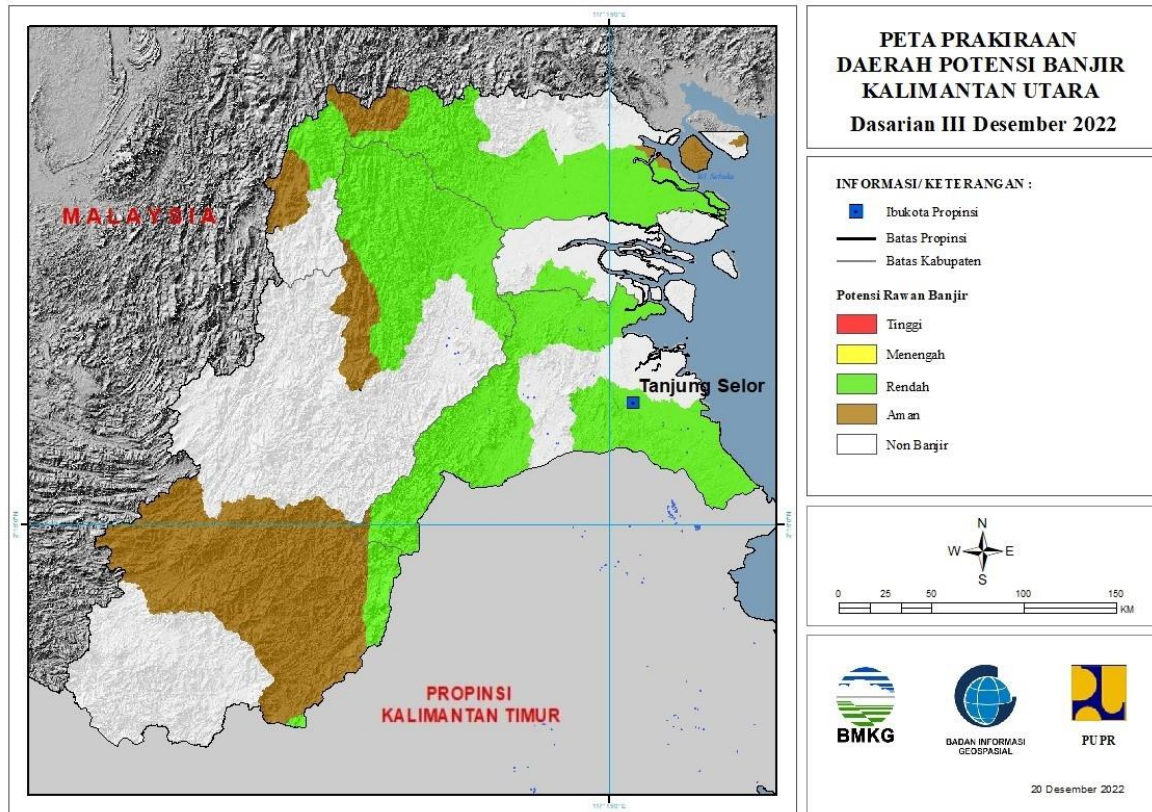 PETA PRAKIRAAN
DAERAH POTENSI BANJIR
KALIMANTAN UTARA
Dasarian III Desember 2022
INFORMASI/ KETERANGAN :
Ibukota Propinsi
Batas Propinsi
Batas Kabupaten
Potensi Rawan Banjir
Tinggi
Menengah
Rendah
Aman
Non Banjir
MALAYSIA
Tanjung Selor
PROPINSI
KALIMANTAN TIMUR
N
W E
S
0 25 50 100 150
KM
BMKG
BADAN INFORMASI
GEOSPASIAL
PUPR
20 Desember 2022